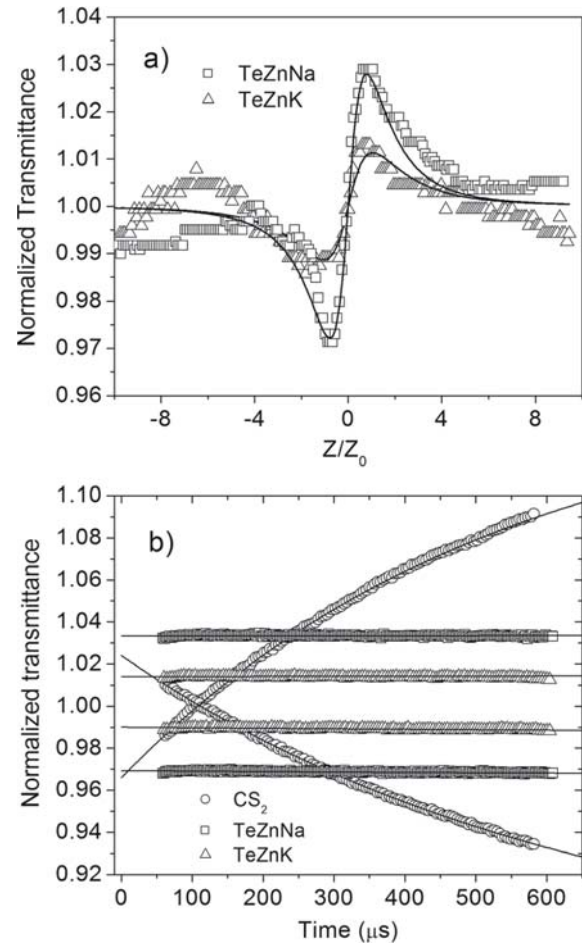 a)
TeZnNa
TeZnK
1.04
1.03
1.02
1.01
1.00
0.99
0.98
0.97
0.96
Normalized Transmittance
-8 -4 0 4 8
Z/Z₀
b)
1.10
1.08
1.06
1.04
1.02
1.00
0.98
0.96
0.94
0.92
Normalized transmittance
CS₂
TeZnNa
TeZnK
0 100 200 300 400 500 600
Time (μs)